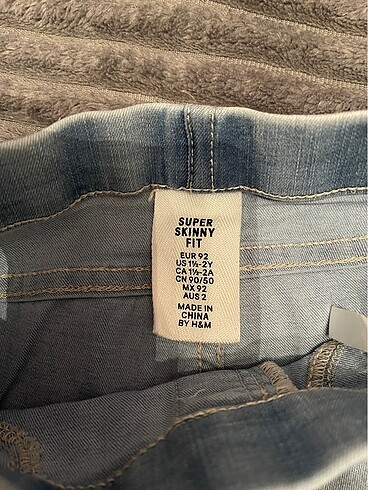 SUPER
SKINNY
FIT
EUR 92
US 1½-2Y
CA 1½-2A
CN 90/50
MX 92
AUS 2
MADE IN
CHINA
BY H&M